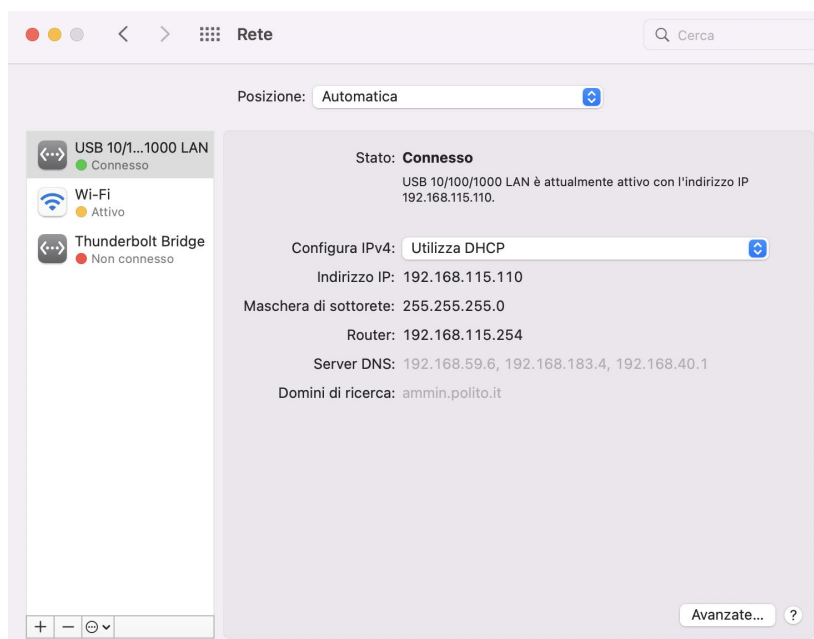 Rete
Cerca
Posizione: Automatica
USB 10/1...1000 LAN
Connesso
Wi-Fi
Attivo
Thunderbolt Bridge
Non connesso
Stato: Connesso
USB 10/100/1000 LAN è attualmente attivo con l'indirizzo IP
192.168.115.110.
Configura IPv4: Utilizza DHCP
Indirizzo IP: 192.168.115.110
Maschera di sottorete: 255.255.255.0
Router: 192.168.115.254
Server DNS: 192.168.59.6, 192.168.183.4, 192.168.40.1
Domini di ricerca: ammin.polito.it
Avanzate... ?